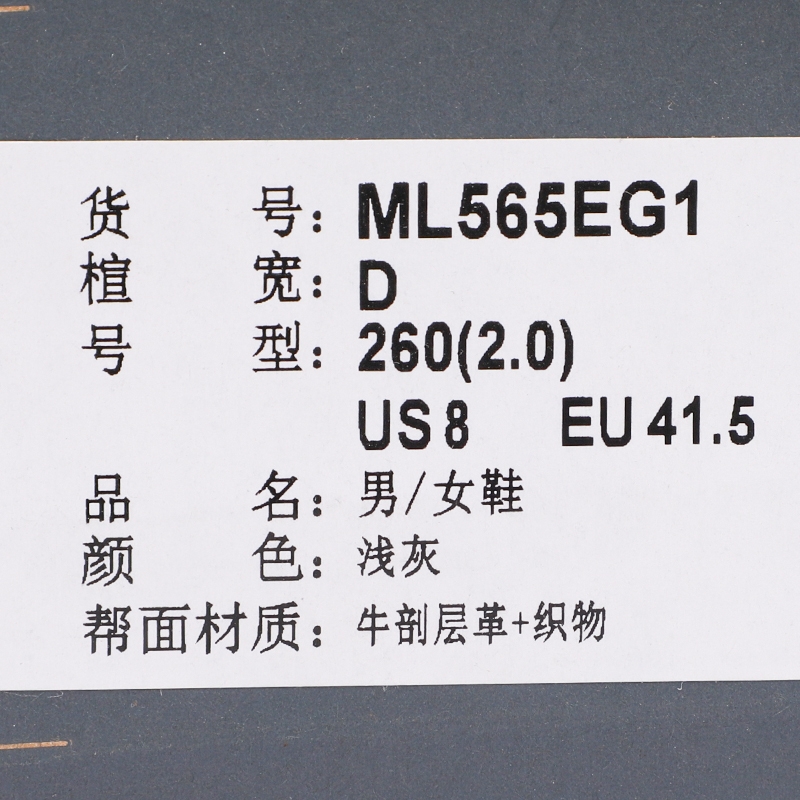 货 号：ML565EG1
楦 宽：D
号 型：260(2.0)
US 8 EU 41.5
品 名：男/女鞋
颜 色：浅灰
帮面材质：牛剖层革+织物